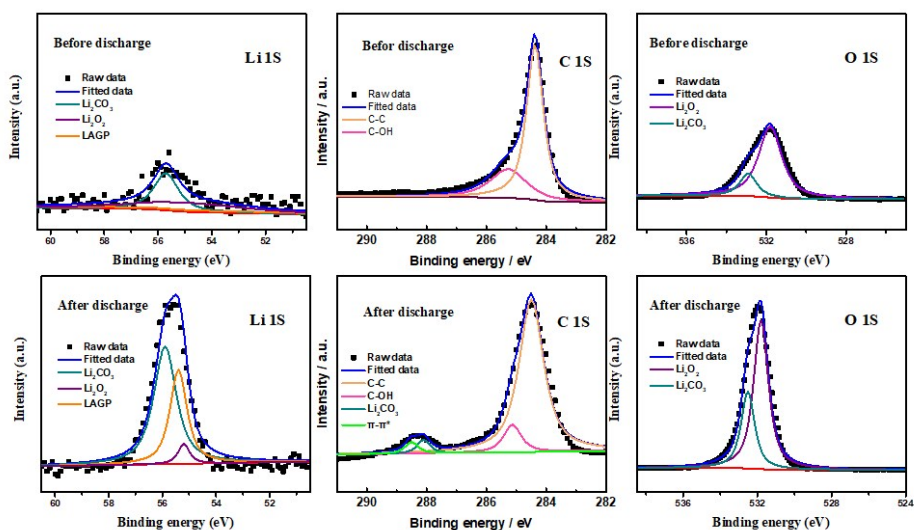 Before discharge
Li 1S
Raw data
Fitted data
Li₂CO₃
Li₂O₂
LAGP
Intensity (a.u.)
60 58 56 54 52
Binding energy (eV)
Befor discharge
C 1S
Raw data
Fitted data
C-C
C-OH
Intensity / a.u.
290 288 286 284 282
Binding energy / eV
Before discharge
O 1S
Raw data
Fitted data
Li₂O₂
Li₂CO₃
Intensity (a.u.)
536 532 528
Binding energy (eV)
After discharge
Li 1S
Raw data
Fitted data
Li₂CO₃
Li₂O₂
LAGP
Intensity (a.u.)
60 58 56 54 52
Binding energy (eV)
After discharge
C 1S
Raw data
Fitted data
C-C
C-OH
Li₂CO₃
π-π*
Intensity / a.u.
290 288 286 284 282
Binding energy / eV
After discharge
O 1S
Raw data
Fitted data
Li₂O₂
Li₂CO₃
Intensity (a.u.)
536 532 528 524
Binding energy (eV)